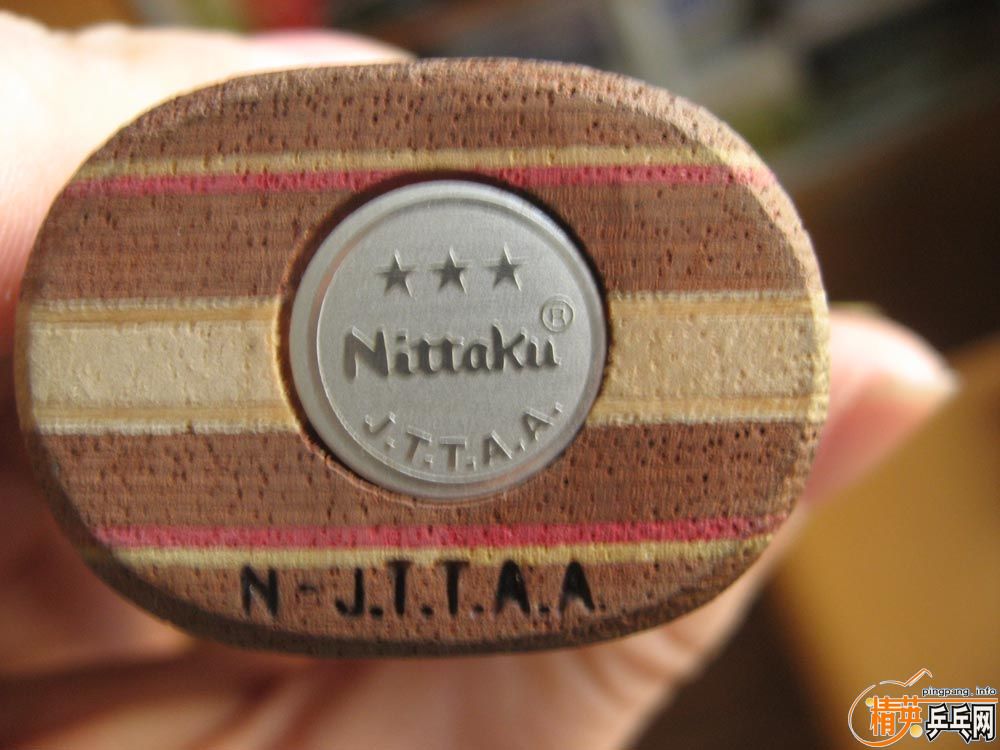 ★★★
Nittaku®
J.T.T.A.A.
N-J.T.T.A.A.
pingpang.info
精英乒乓网